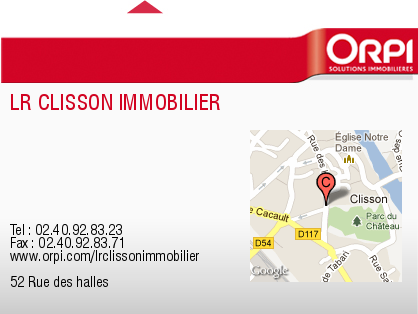 ORPI
SOLUTIONS IMMOBILIÈRES
LR CLISSON IMMOBILIER
Tel : 02.40.92.83.23
Fax : 02.40.92.83.71
www.orpi.com/lrclissonimmobilier
52 Rue des halles
Église Notre
Dame
Rue des
C
Clisson
e Cacault
Parc du
Château
D117
D54
de Tabari
Google